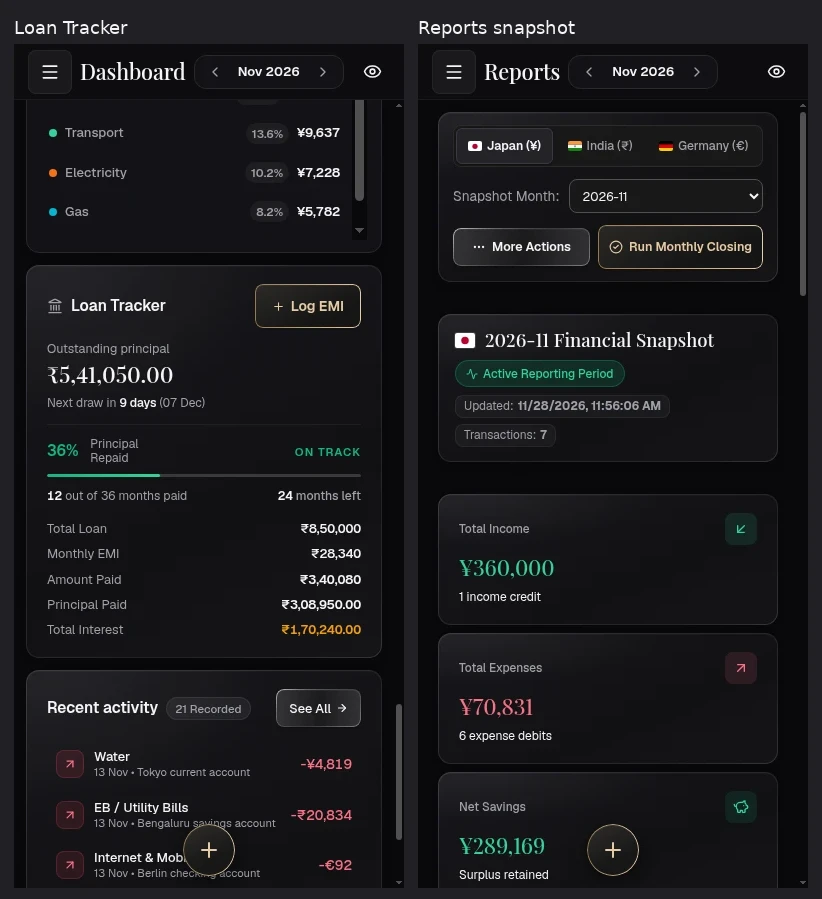 Loan Tracker
Dashboard
Nov 2026
Transport
13.6%
¥9,637
Electricity
10.2%
¥7,228
Gas
8.2%
¥5,782
Loan Tracker
+ Log EMI
Outstanding principal
₹5,41,050.00
Next draw in 9 days (07 Dec)
36%
Principal
Repaid
ON TRACK
12 out of 36 months paid
24 months left
Total Loan
₹8,50,000
Monthly EMI
₹28,340
Amount Paid
₹3,40,080
Principal Paid
₹3,08,950.00
Total Interest
₹1,70,240.00
Recent activity
21 Recorded
See All →
Water
-¥4,819
13 Nov • Tokyo current account
EB / Utility Bills
-₹20,834
13 Nov • Bengaluru savings account
Internet &
-€92
13 Nov • Berlin checking account
Reports snapshot
Reports
Nov 2026
Japan (¥)
India (₹)
Germany (€)
Snapshot Month:
2026-11
··· More Actions
Run Monthly Closing
2026-11 Financial Snapshot
Active Reporting Period
Updated: 11/28/2026, 11:56:06 AM
Transactions: 7
Total Income
¥360,000
1 income credit
Total Expenses
¥70,831
6 expense debits
Net Savings
¥289,169
Surplus retained